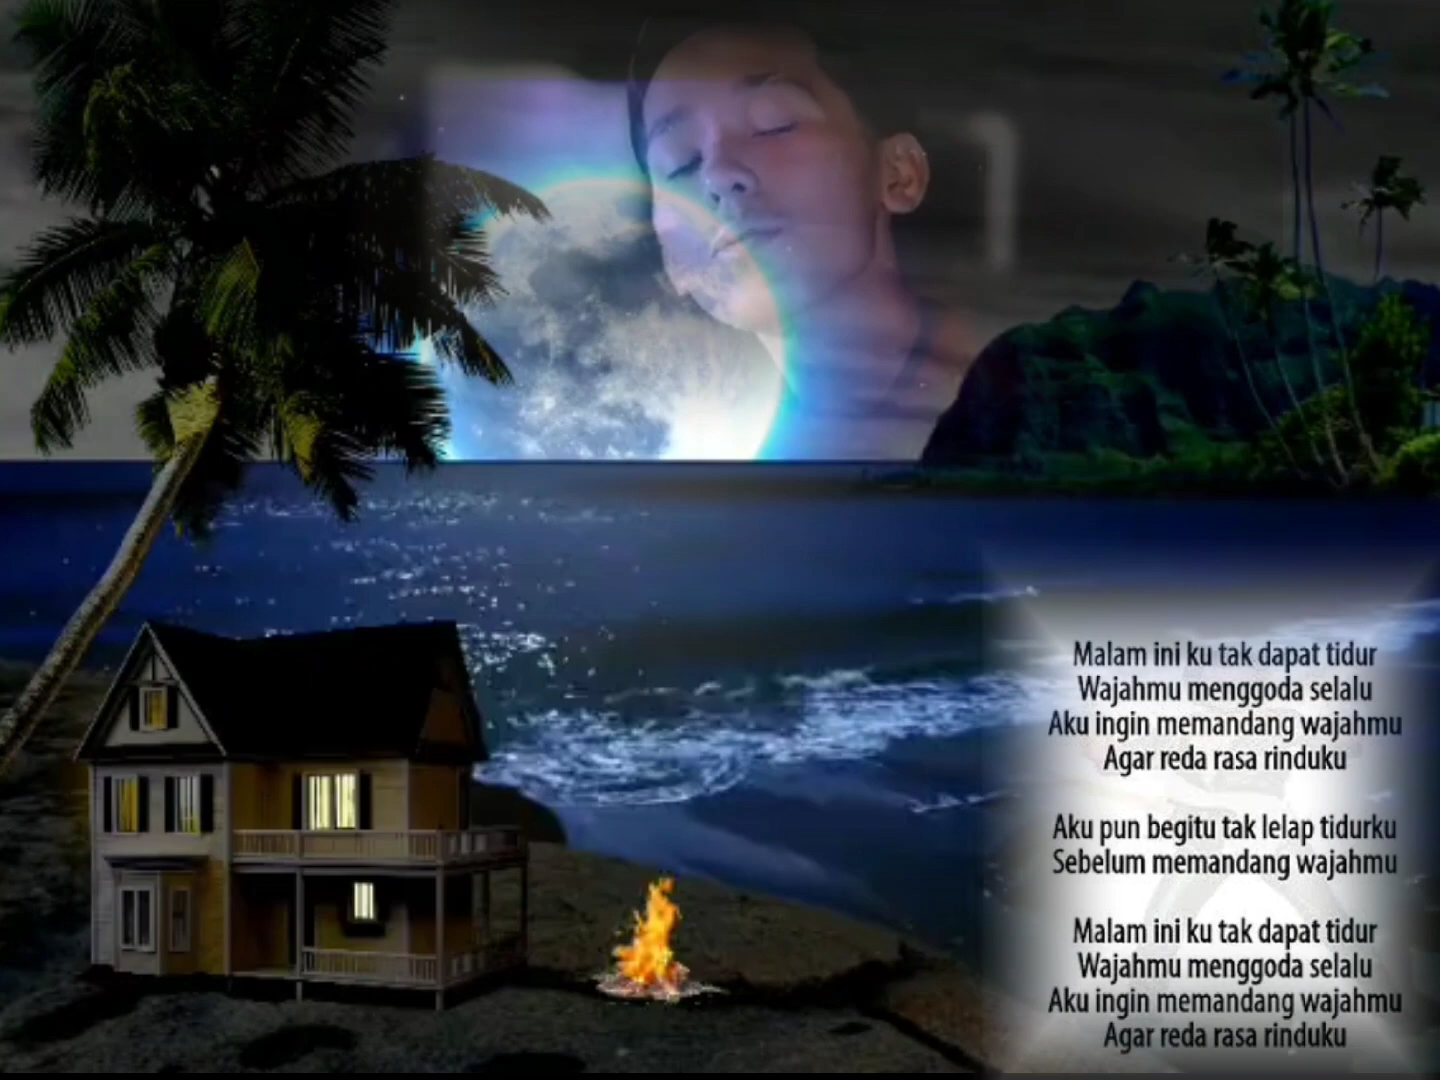 Malam ini ku tak dapat tidur
Wajahmu menggoda selalu
Aku ingin memandang wajahmu
Agar reda rasa rinduku
Aku pun begitu tak lelap tidurku
Sebelum memandang wajahmu
Malam ini ku tak dapat tidur
Wajahmu menggoda selalu
Aku ingin memandang wajahmu
Agar reda rasa rinduku